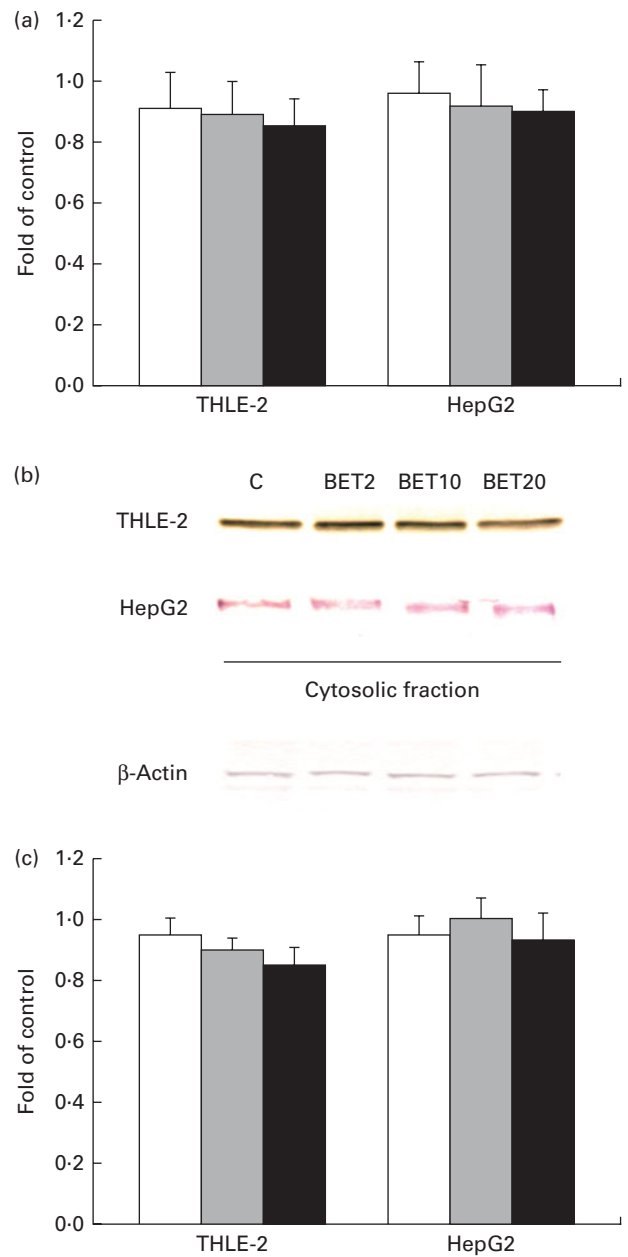 (a)
1·2
1·0
0·8
0·6
0·4
0·2
0·0
Fold of control
THLE-2 HepG2
(b)
C BET2 BET10 BET20
THLE-2
HepG2
Cytosolic fraction
β-Actin
(c)
1·2
1·0
0·8
0·6
0·4
0·2
0·0
Fold of control
THLE-2 HepG2